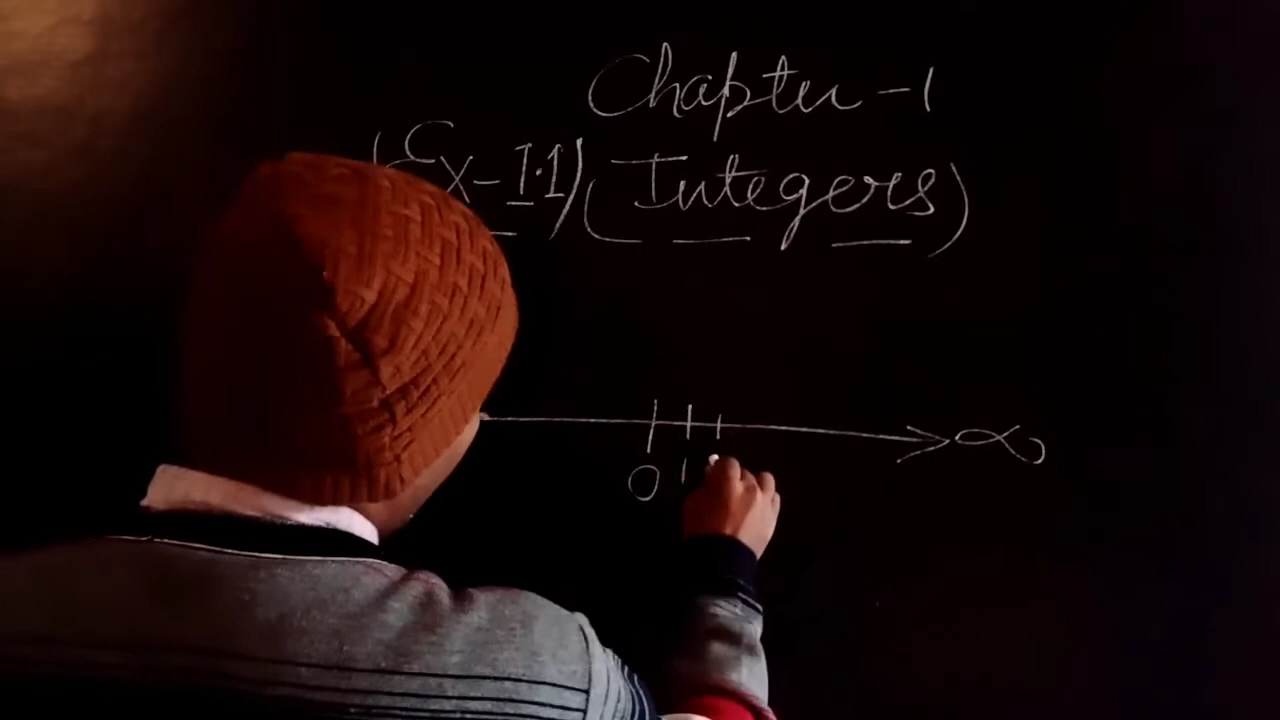 Chapter - 1
(Ex - 1.1) (Integers)
∞
0 1